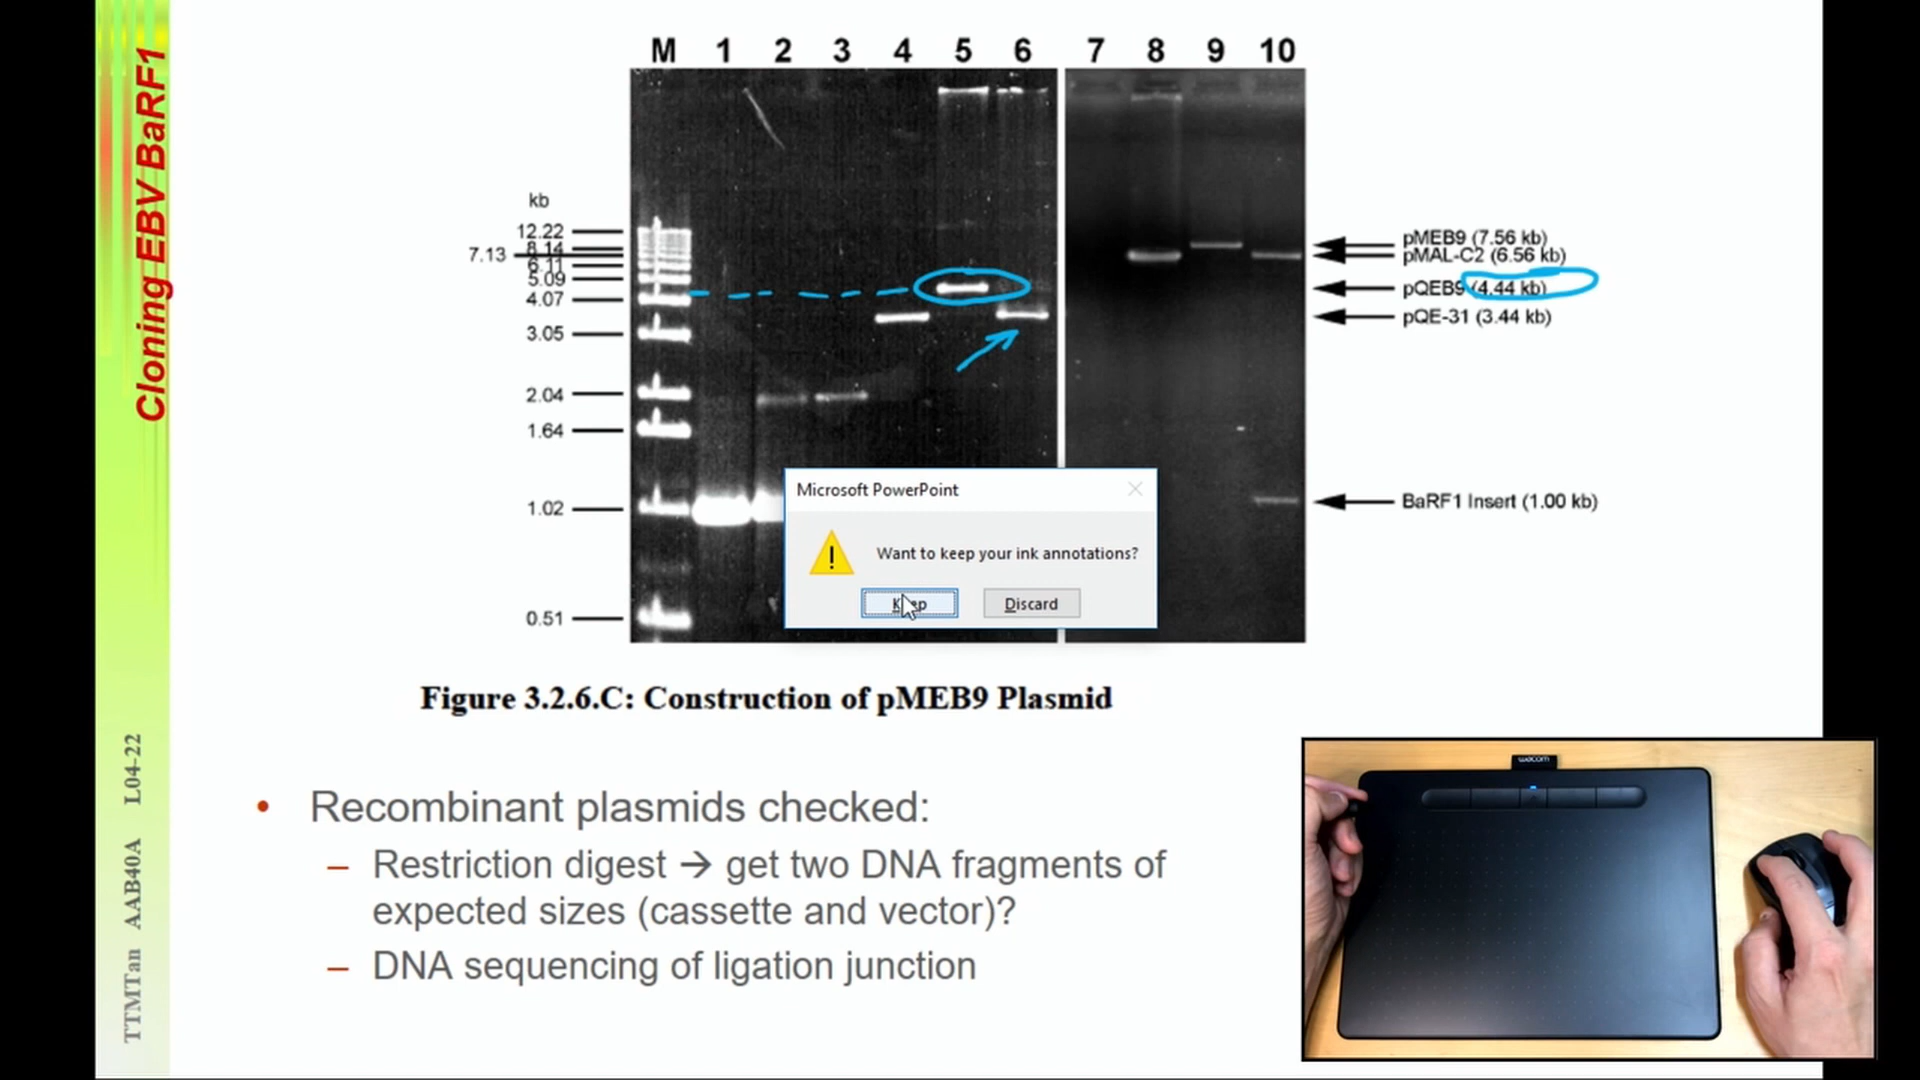 M 1 2 3 4 5 6 7 8 9 10
kb
12.22
8.14
7.13
6.11
5.09
4.07
3.05
2.04
1.64
1.02
0.51
pMEB9 (7.56 kb)
pMAL-C2 (6.56 kb)
pQEB9 (4.44 kb)
pQE-31 (3.44 kb)
BaRF1 Insert (1.00 kb)
Microsoft PowerPoint
Want to keep your ink annotations?
Keep Discard
Figure 3.2.6.C: Construction of pMEB9 Plasmid
• Recombinant plasmids checked:
– Restriction digest → get two DNA fragments of
expected sizes (cassette and vector)?
– DNA sequencing of ligation junction
Cloning EBV BaRF1
TTMTan AAB40A L04-22
wacom